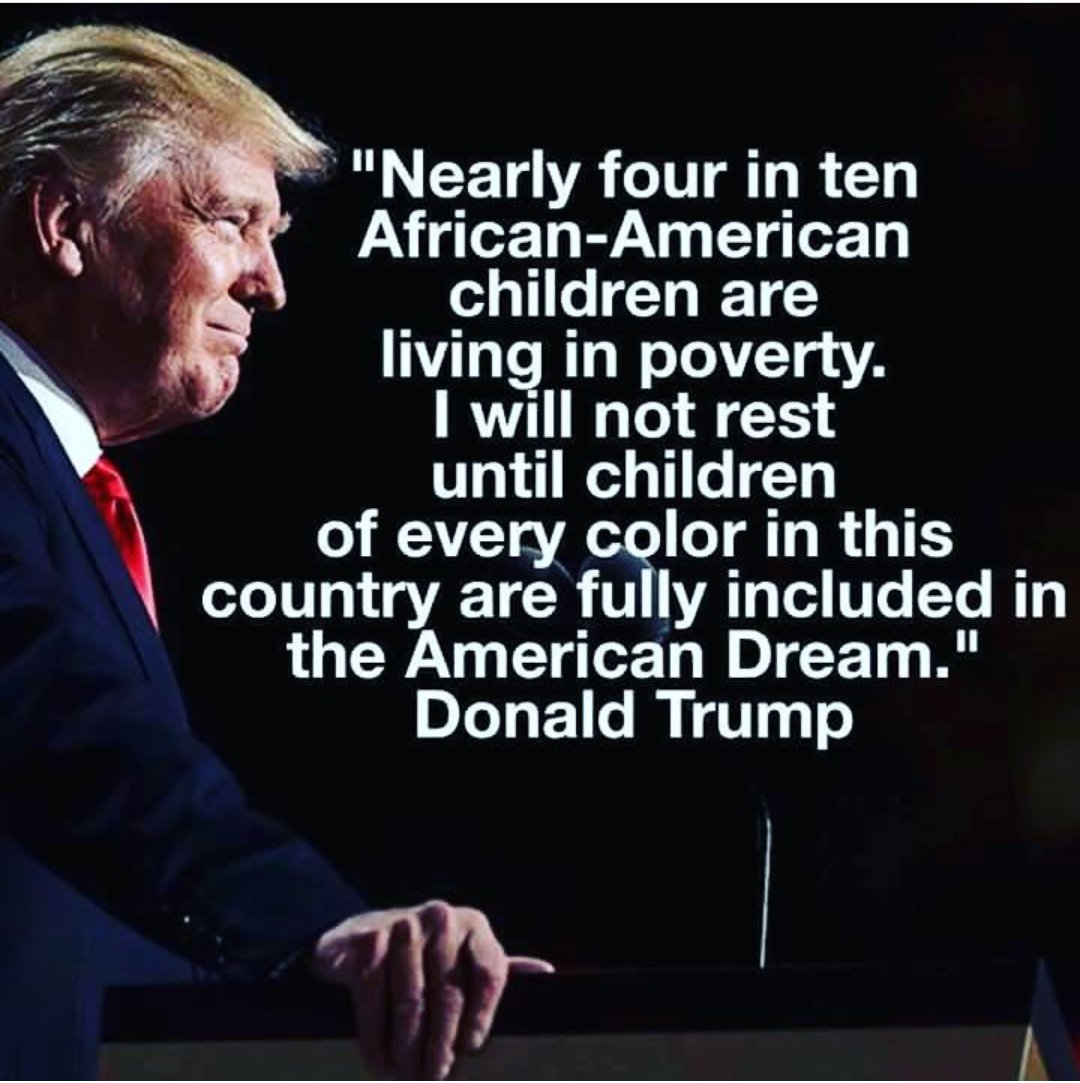 "Nearly four in ten
African-American
children are
living in poverty.
I will not rest
until children
of every color in this
country are fully included in
the American Dream."
Donald Trump